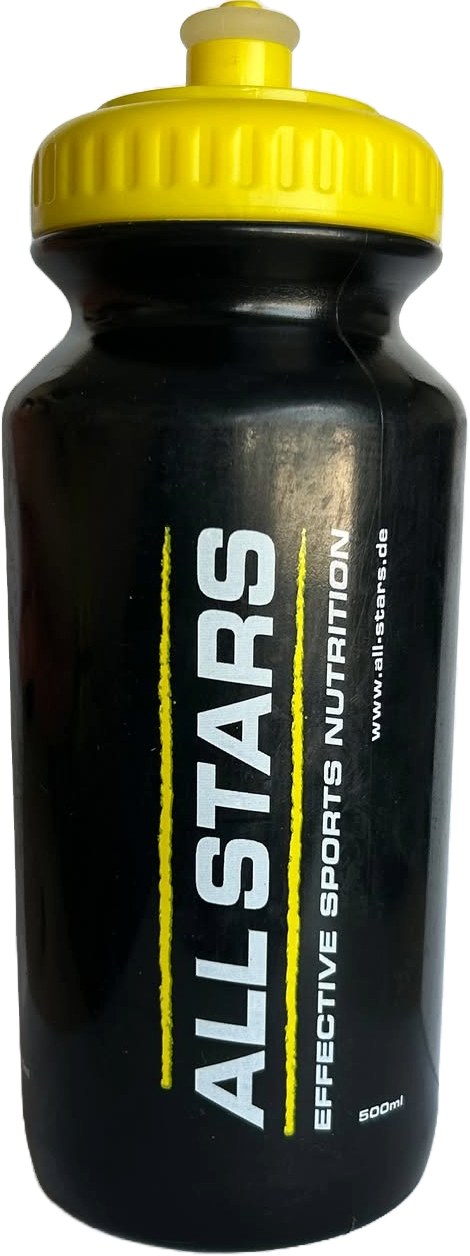 ALL STARS
EFFECTIVE SPORTS NUTRITION
www.all-stars.de
500ml